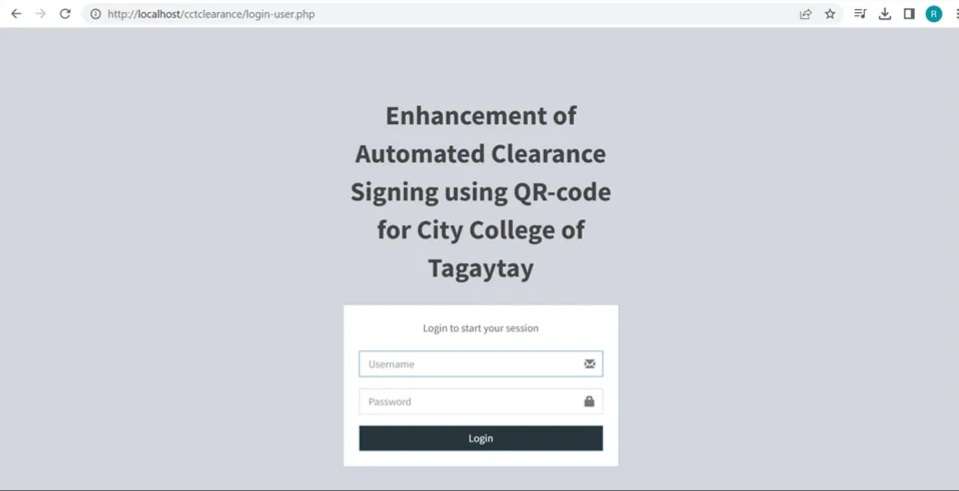 http://localhost/cctclearance/login-user.php
R
Enhancement of
Automated Clearance
Signing using QR-code
for City College of
Tagaytay
Login to start your session
Username
Password
Login